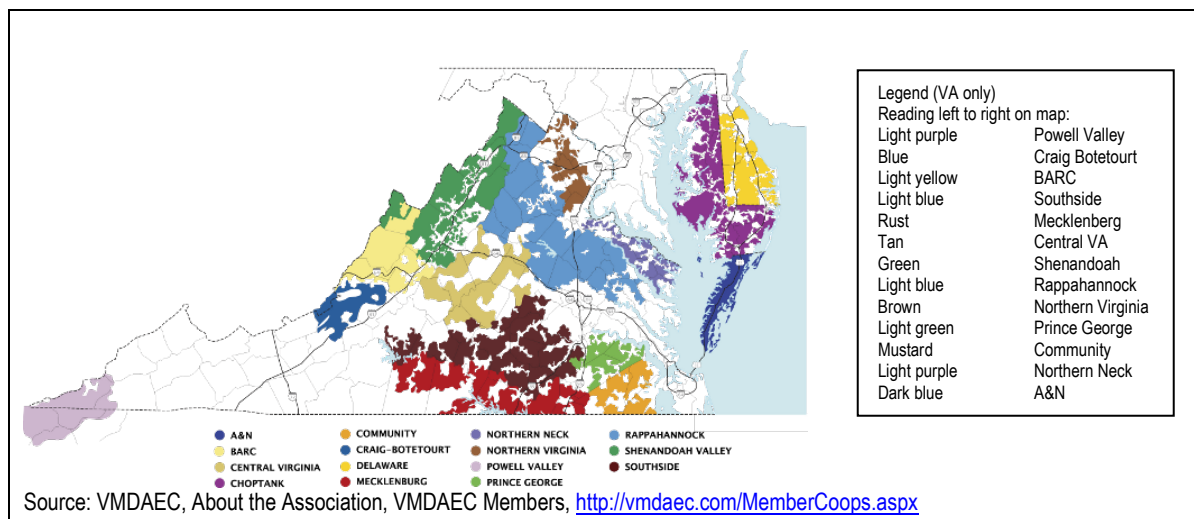 Legend (VA only)
Reading left to right on map:
Light purple Powell Valley
Blue Craig Botetourt
Light yellow BARC
Light blue Southside
Rust Mecklenberg
Tan Central VA
Green Shenandoah
Light blue Rappahannock
Brown Northern Virginia
Light green Prince George
Mustard Community
Light purple Northern Neck
Dark blue A&N
A&N COMMUNITY NORTHERN NECK RAPPAHANNOCK
BARC CRAIG-BOTETOURT NORTHERN VIRGINIA SHENANDOAH VALLEY
CENTRAL VIRGINIA DELAWARE POWELL VALLEY SOUTHSIDE
CHOPTANK MECKLENBURG PRINCE GEORGE
Source: VMDAEC, About the Association, VMDAEC Members, http://vmdaec.com/MemberCoops.aspx